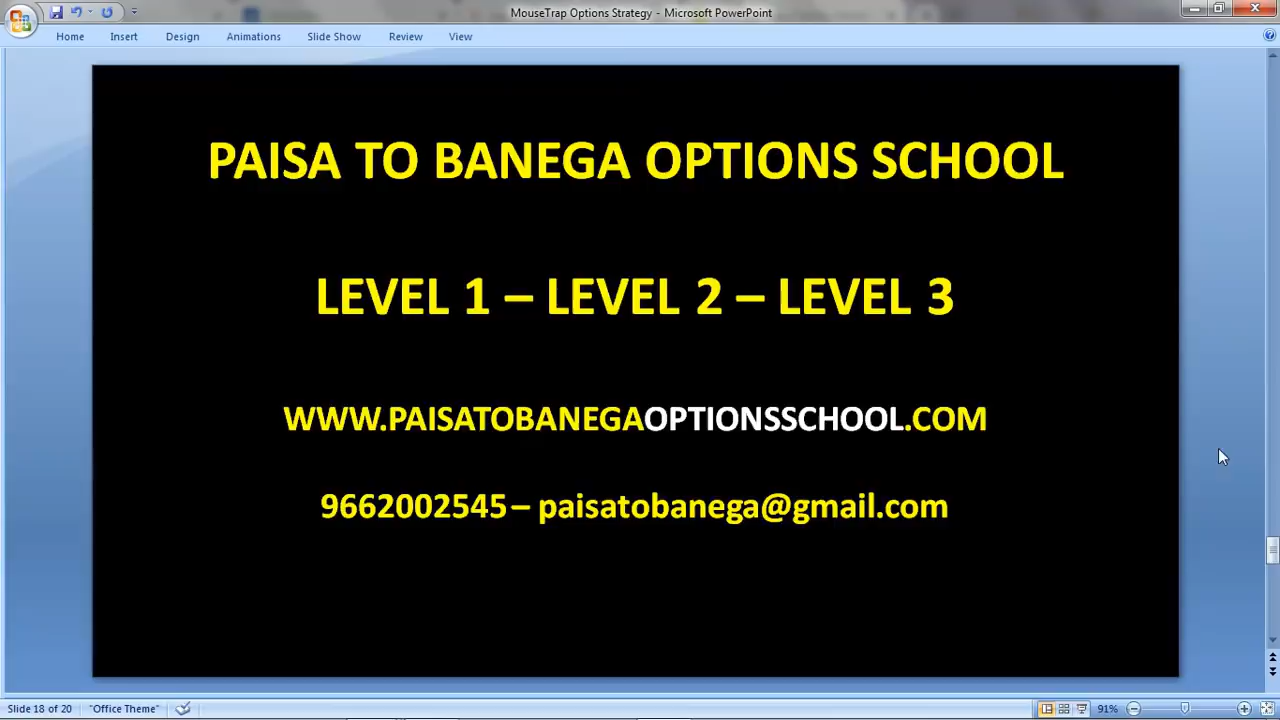 MouseTrap Options Strategy - Microsoft PowerPoint
Home Insert Design Animations Slide Show Review View
PAISA TO BANEGA OPTIONS SCHOOL
LEVEL 1 – LEVEL 2 – LEVEL 3
WWW.PAISATOBANEGAOPTIONSSCHOOL.COM
9662002545 – paisatobanega@gmail.com
Slide 18 of 20 "Office Theme" 91%